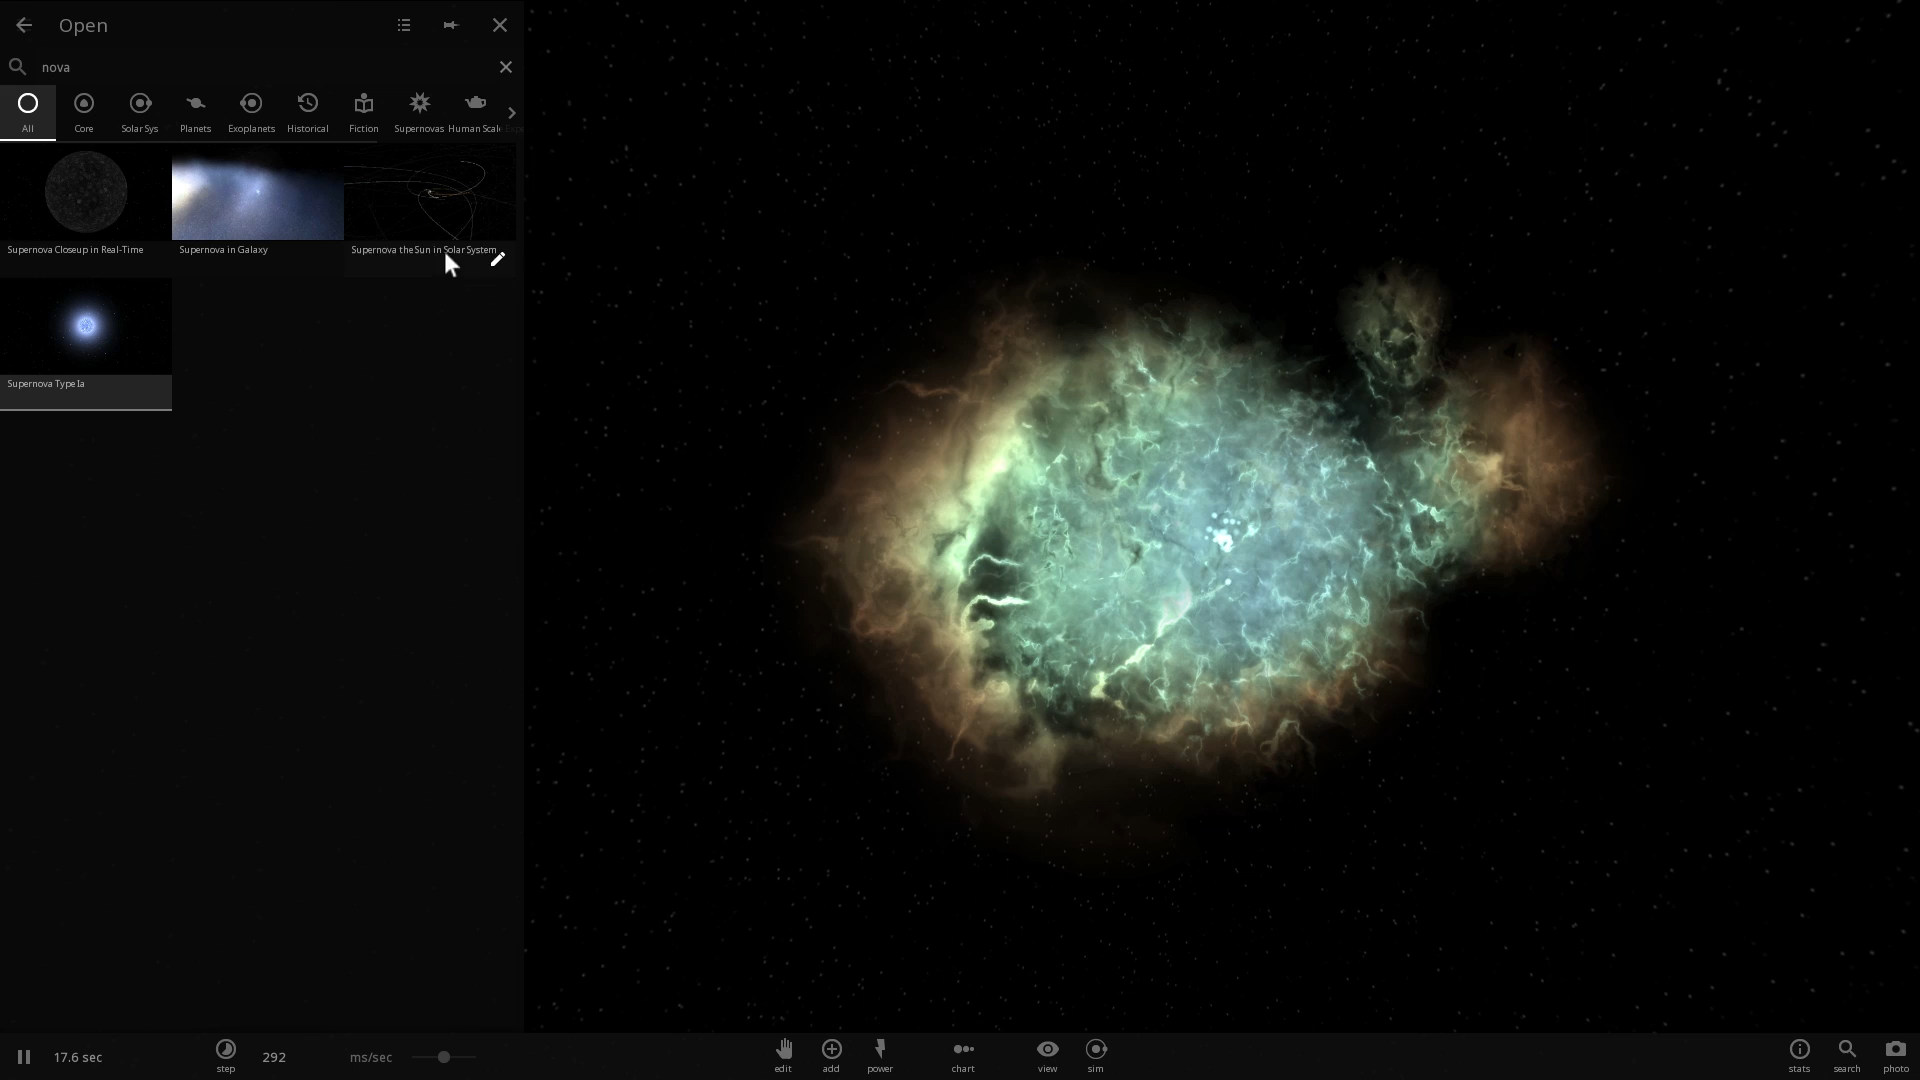 Open
nova
All
Core
Solar Sys
Planets
Exoplanets
Historical
Fiction
Supernovas
Human Scale
Supernova Closeup in Real-Time
Supernova in Galaxy
Supernova the Sun in Solar System
Supernova Type Ia
17.6 sec
step
292
ms/sec
edit
add
power
chart
view
sim
stats
search
photo